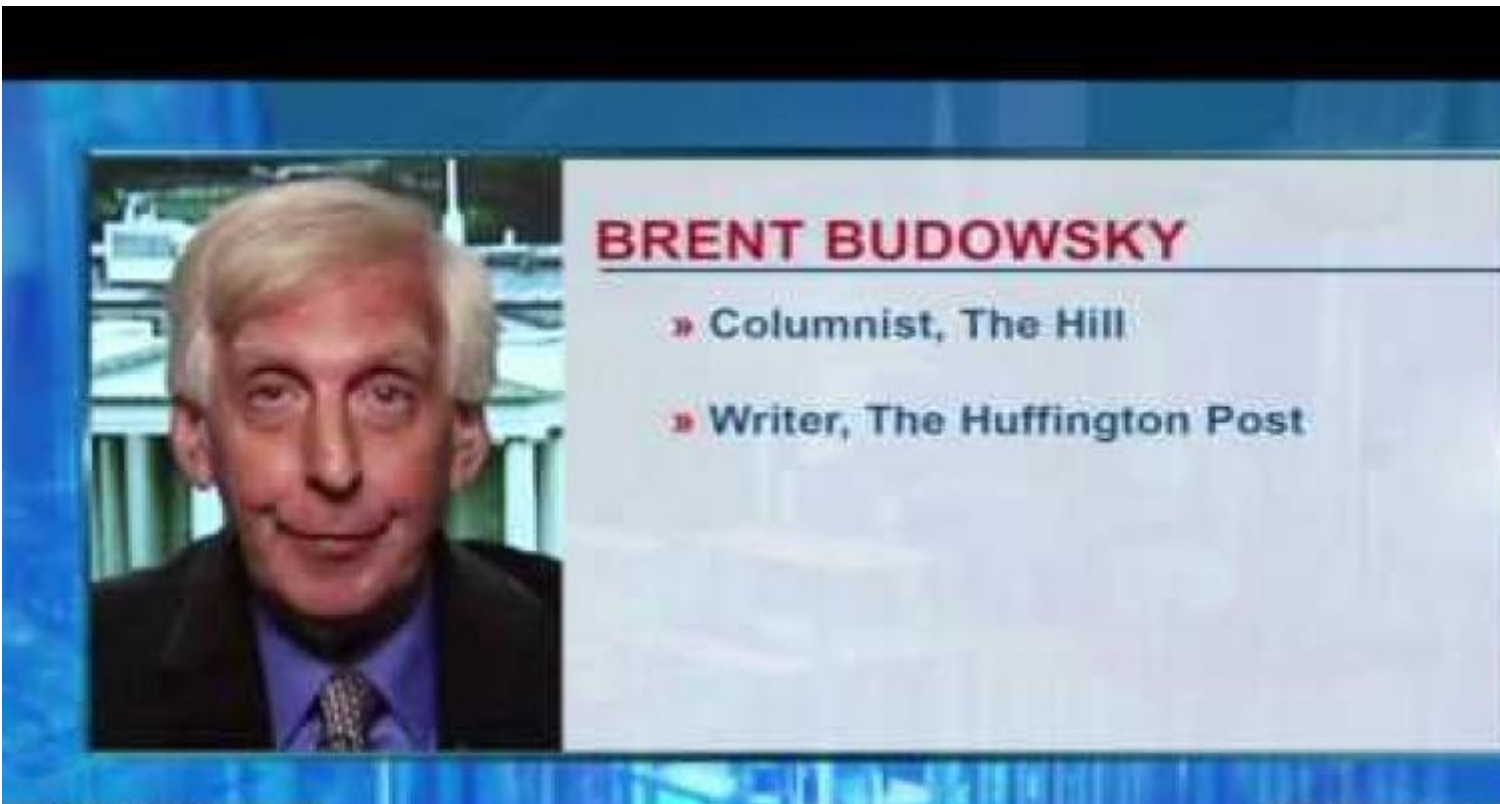 BRENT BUDOWSKY
» Columnist, The Hill
» Writer, The Huffington Post